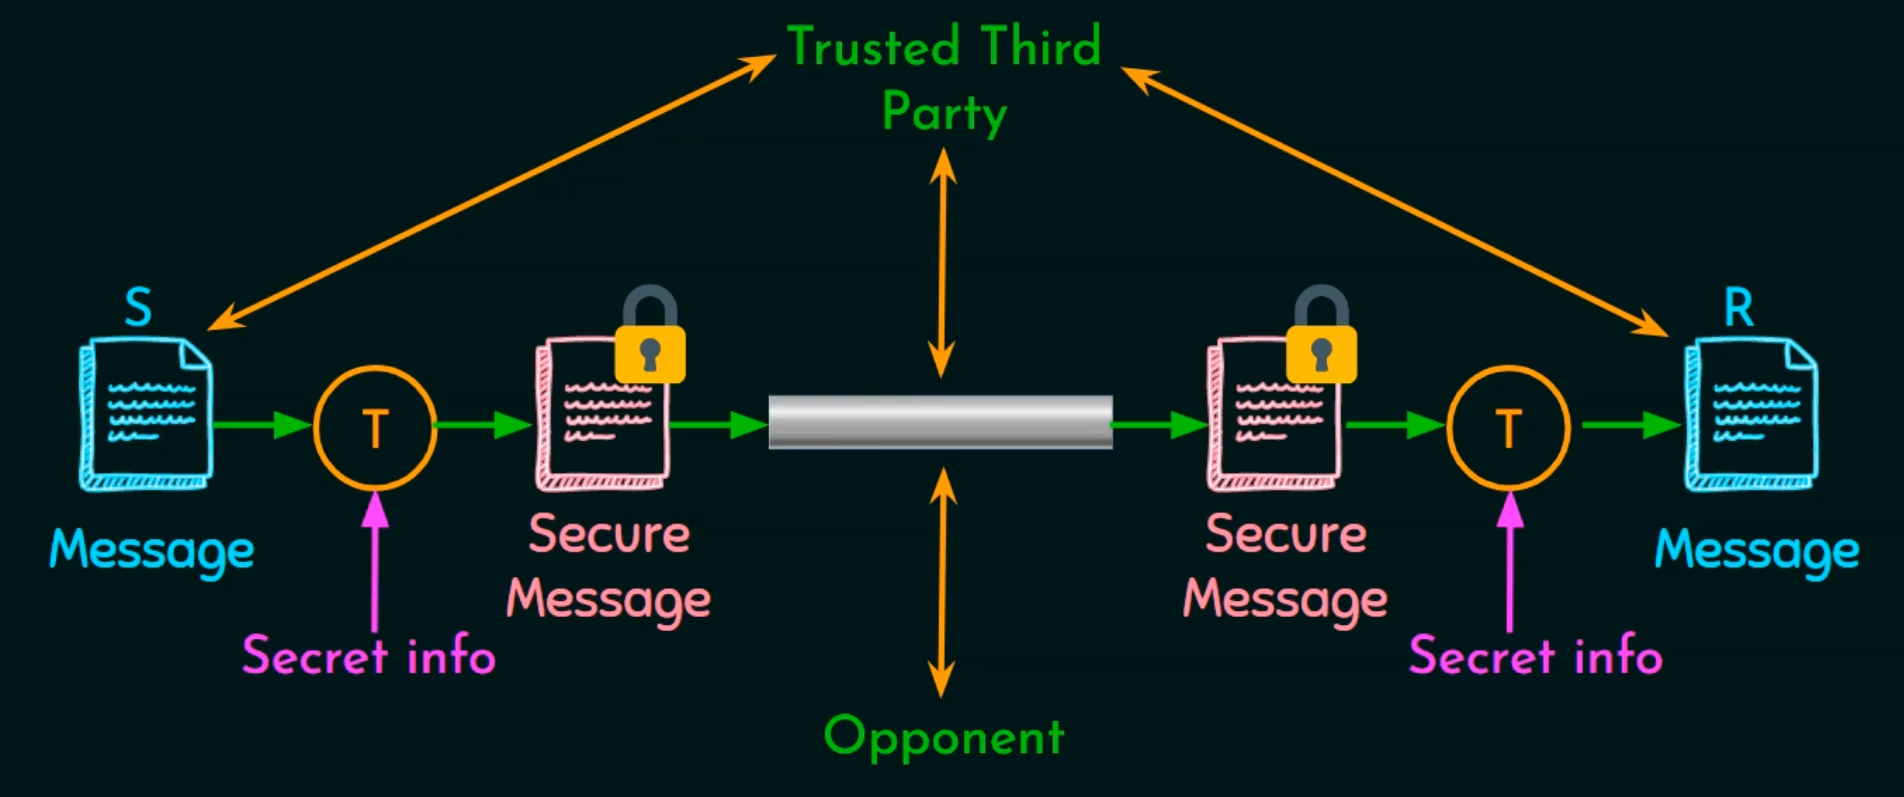 Trusted Third
Party
S
R
T
T
Message
Secure
Message
Secure
Message
Message
Secret info
Secret info
Opponent